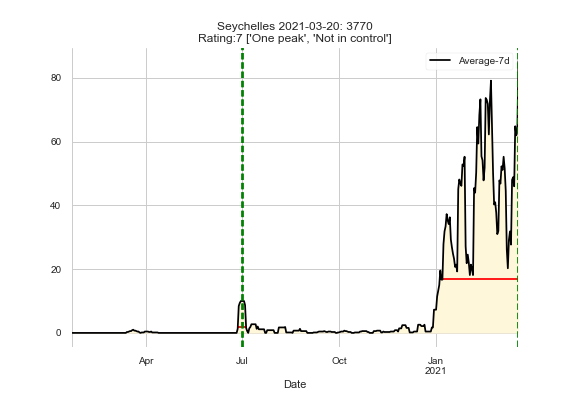 Seychelles 2021-03-20: 3770
Rating:7 ['One peak', 'Not in control']
Average-7d
80
60
40
20
0
Apr
Jul
Oct
Jan
2021
Date